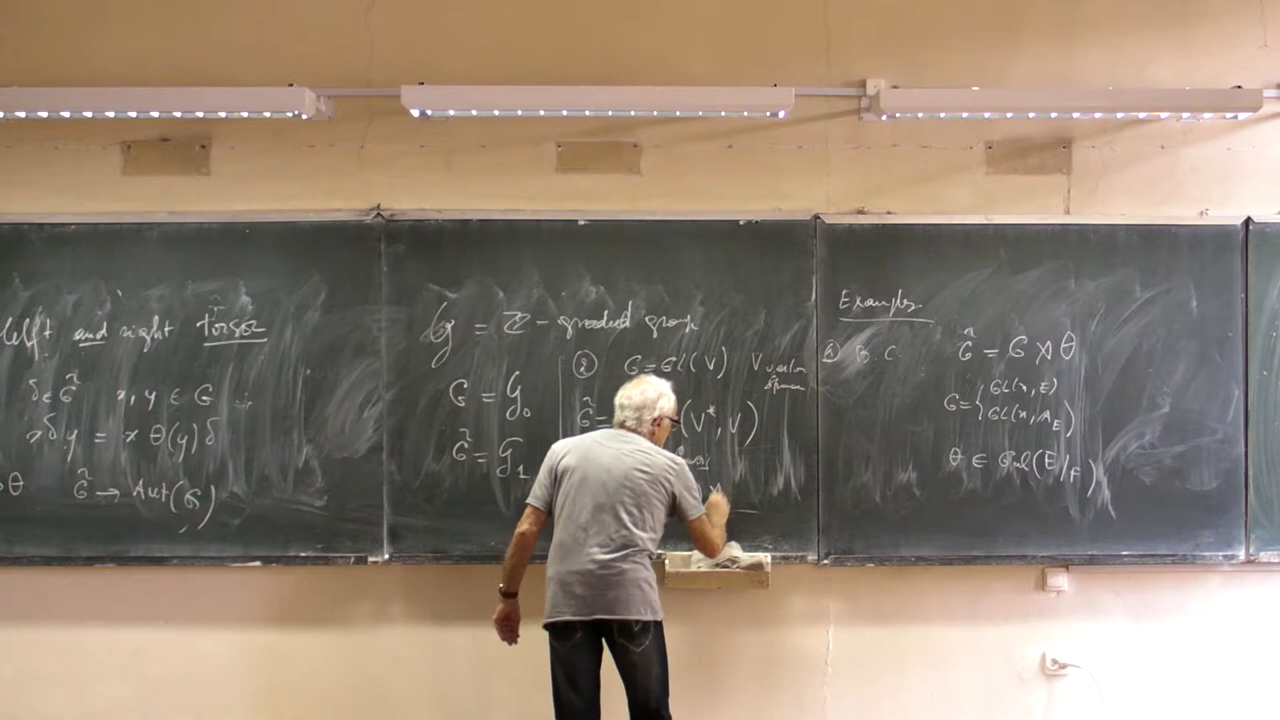 left and right torsor
δ ∈ G̃ x, y ∈ G
xδy = x θ(y) δ
θ G̃ → Aut(G)
𝒢 = ℤ - graded group
G = 𝒢₀
G̃ = 𝒢₁
② G = GL(V) V vector space
G̃ = (V*, V)
Examples
① B.C. G̃ = G ⋊ θ
G = { GL(n, E)
GL(n, A_E)
θ ∈ Gal(E/F)